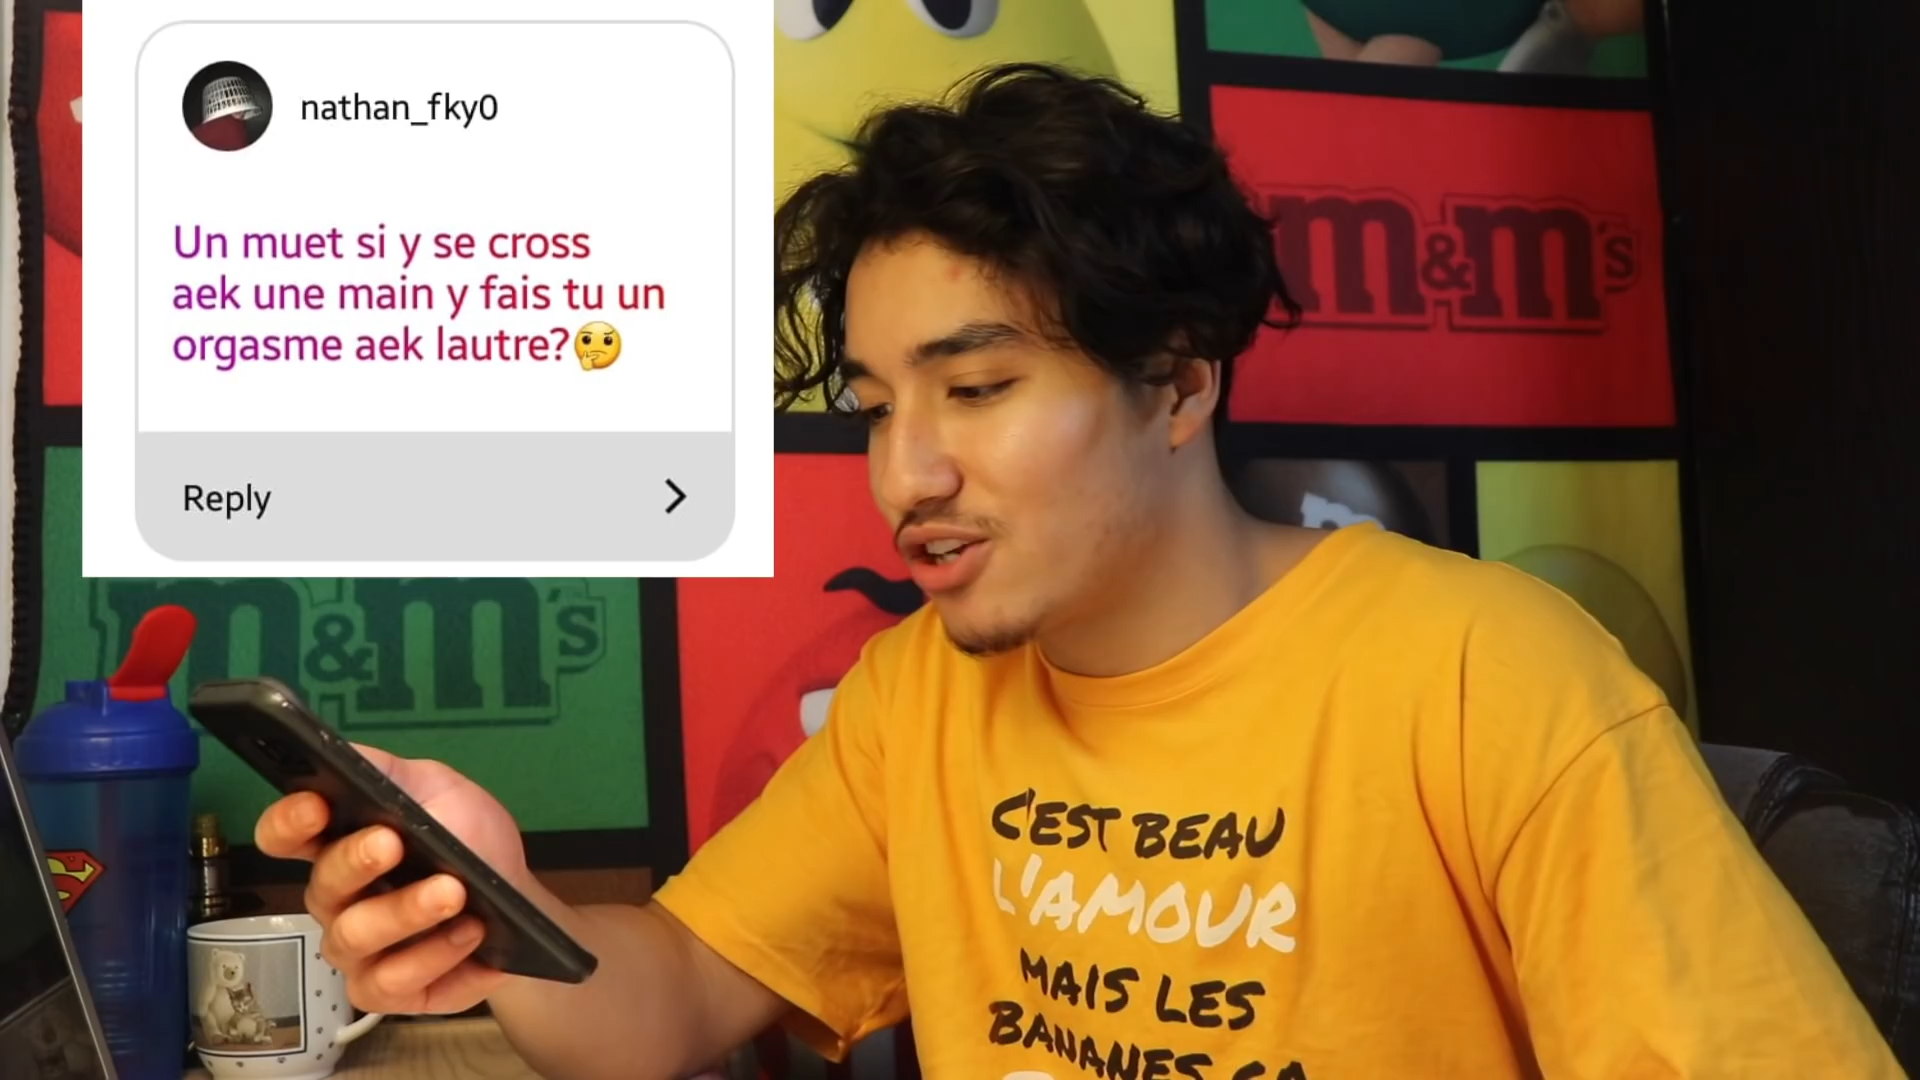 nathan_fky0
Un muet si y se cross
aek une main y fais tu un
orgasme aek lautre?🤔
Reply
m&m's
m&m's
C'EST BEAU
L'AMOUR
MAIS LES
BANANES ÇA